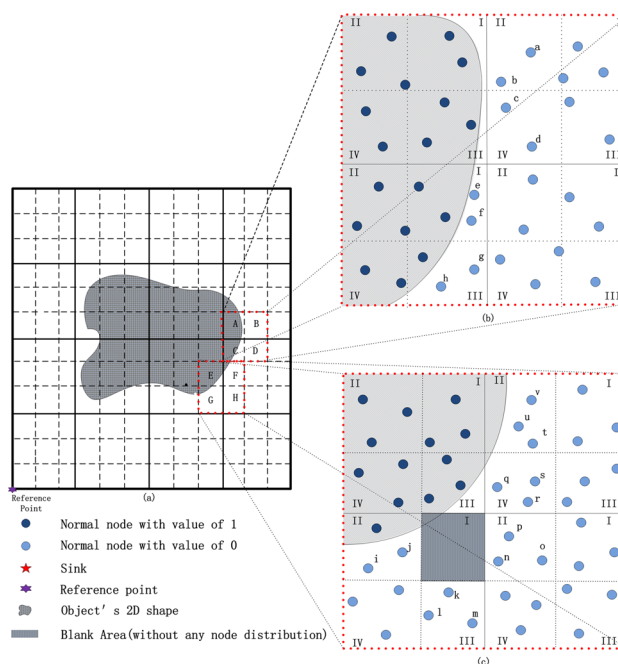 II I II I
a
b
c
d
IV III IV III
II I II I
e
f
g
h
IV III IV III
(b)
A B
C D
E F
G H
Reference
Point
(a)
Normal node with value of 1
Normal node with value of 0
Sink
Reference point
Object's 2D shape
Blank Area(without any node distribution)
II I II I
v
u
t
q s
r
IV III IV III
II I II I
p
j
i n o
k
l m
IV III IV III
(c)